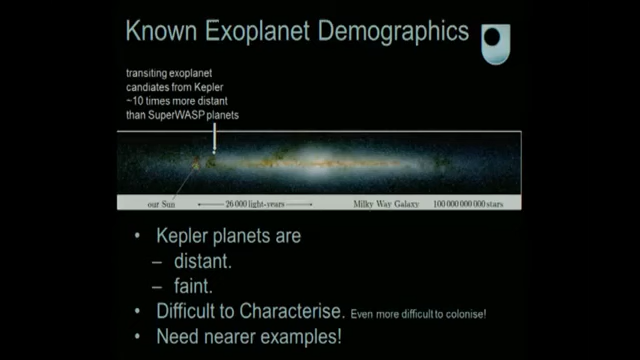 Known Exoplanet Demographics
transiting exoplanet
candiates from Kepler
~10 times more distant
than SuperWASP planets
our Sun
26 000 light-years
Milky Way Galaxy
100 000 000 000 stars
• Kepler planets are
– distant.
– faint.
• Difficult to Characterise. Even more difficult to colonise!
• Need nearer examples!